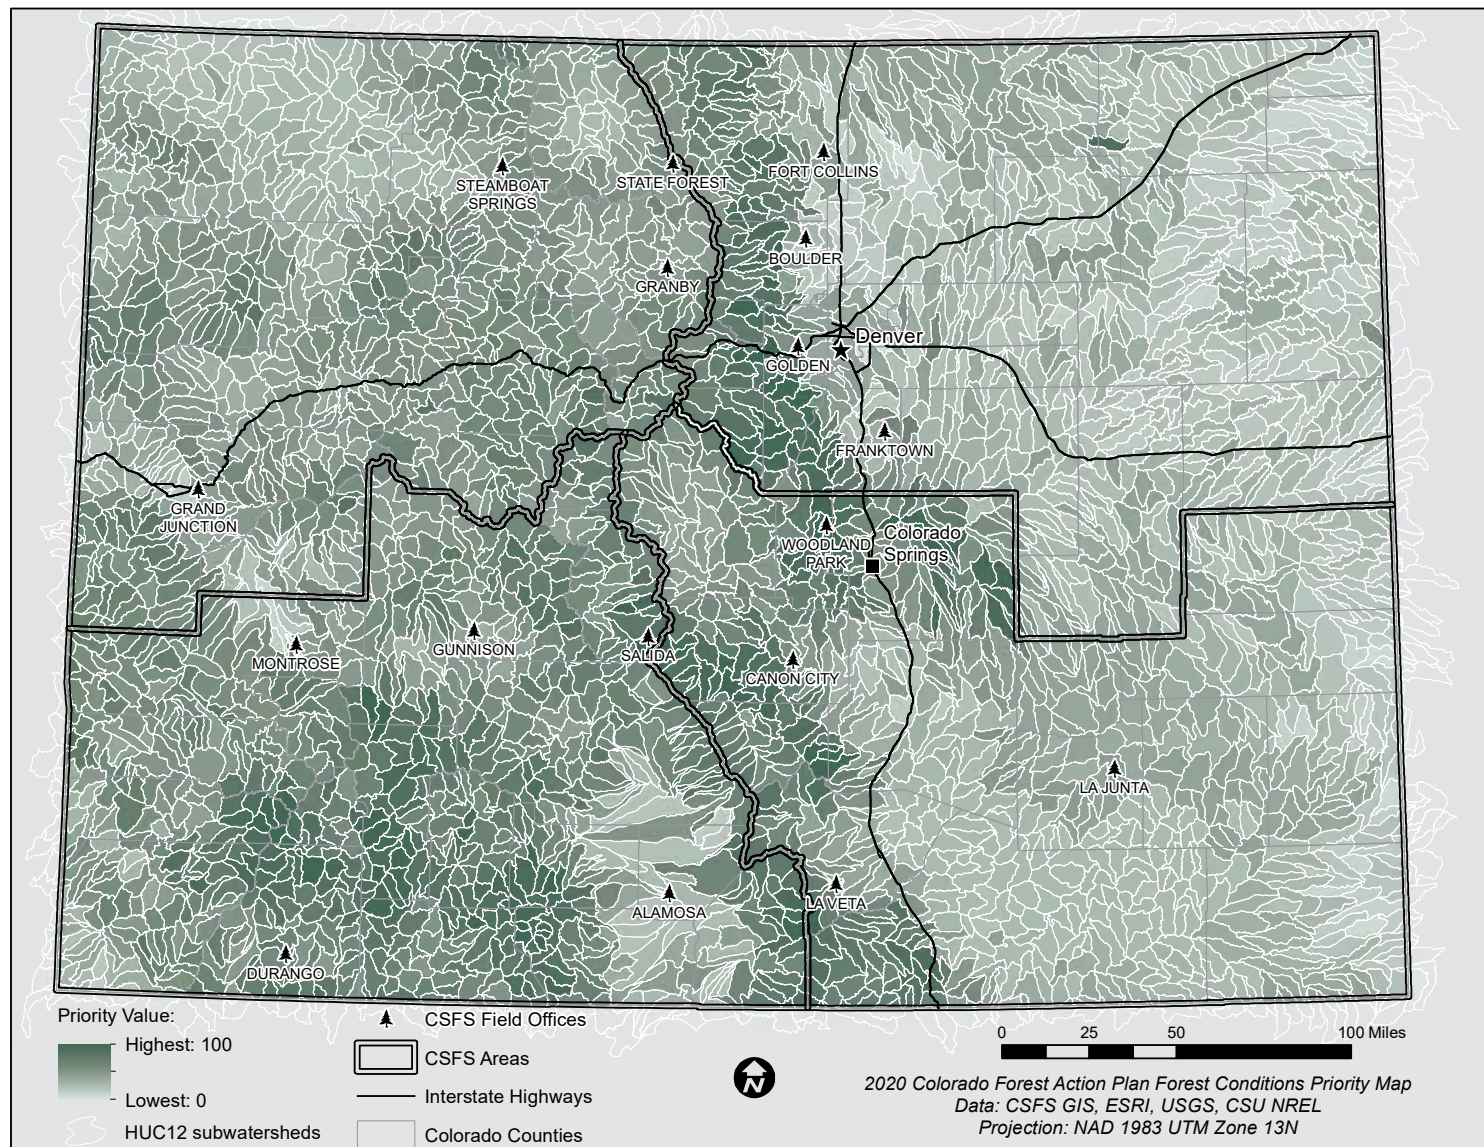 STEAMBOAT
SPRINGS
STATE FOREST
FORT COLLINS
BOULDER
GRANBY
Denver
GOLDEN
FRANKTOWN
GRAND
JUNCTION
WOODLAND
PARK
Colorado
Springs
MONTROSE
GUNNISON
SALIDA
CANON CITY
LA JUNTA
ALAMOSA
LA VETA
DURANGO
Priority Value:
Highest: 100
Lowest: 0
HUC12 subwatersheds
CSFS Field Offices
CSFS Areas
Interstate Highways
Colorado Counties
N
0 25 50 100 Miles
2020 Colorado Forest Action Plan Forest Conditions Priority Map
Data: CSFS GIS, ESRI, USGS, CSU NREL
Projection: NAD 1983 UTM Zone 13N